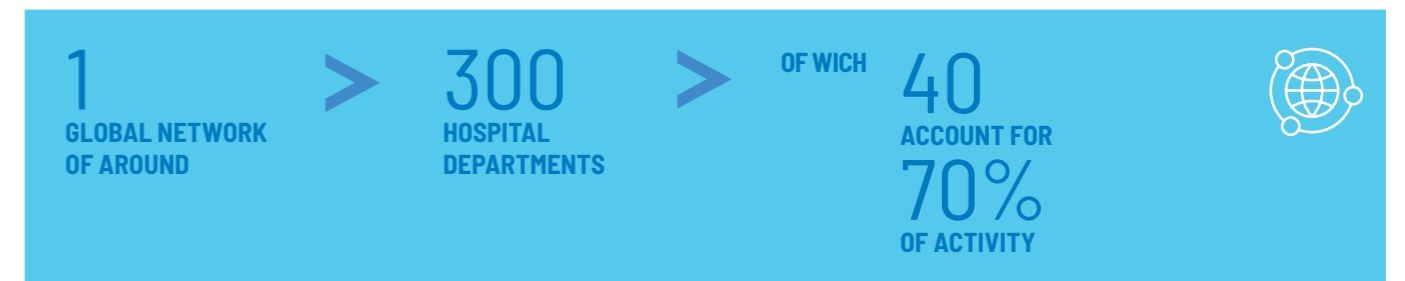 1
GLOBAL NETWORK
OF AROUND
>
300
HOSPITAL
DEPARTMENTS
>
OF WICH
40
ACCOUNT FOR
70%
OF ACTIVITY